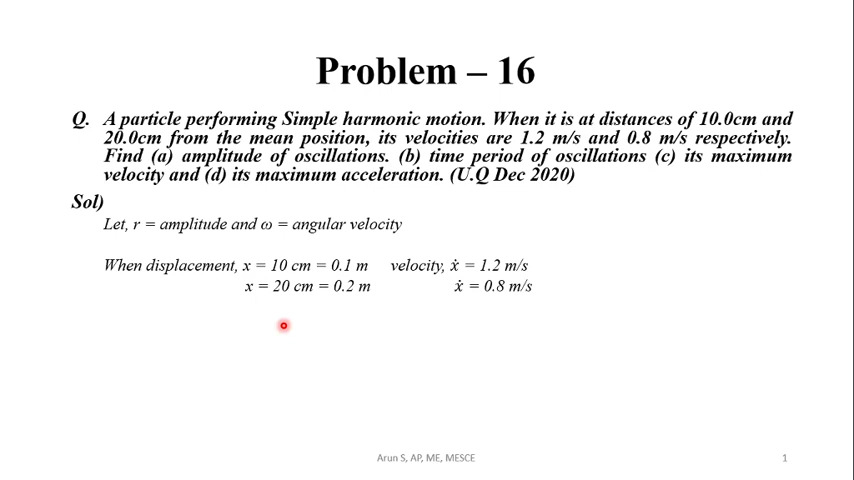 Problem – 16
Q. A particle performing Simple harmonic motion. When it is at distances of 10.0cm and
20.0cm from the mean position, its velocities are 1.2 m/s and 0.8 m/s respectively.
Find (a) amplitude of oscillations. (b) time period of oscillations (c) its maximum
velocity and (d) its maximum acceleration. (U.Q Dec 2020)
Sol)
Let, r = amplitude and ω = angular velocity
When displacement, x = 10 cm = 0.1 m velocity, ẋ = 1.2 m/s
x = 20 cm = 0.2 m ẋ = 0.8 m/s
Arun S, AP, ME, MESCE 1